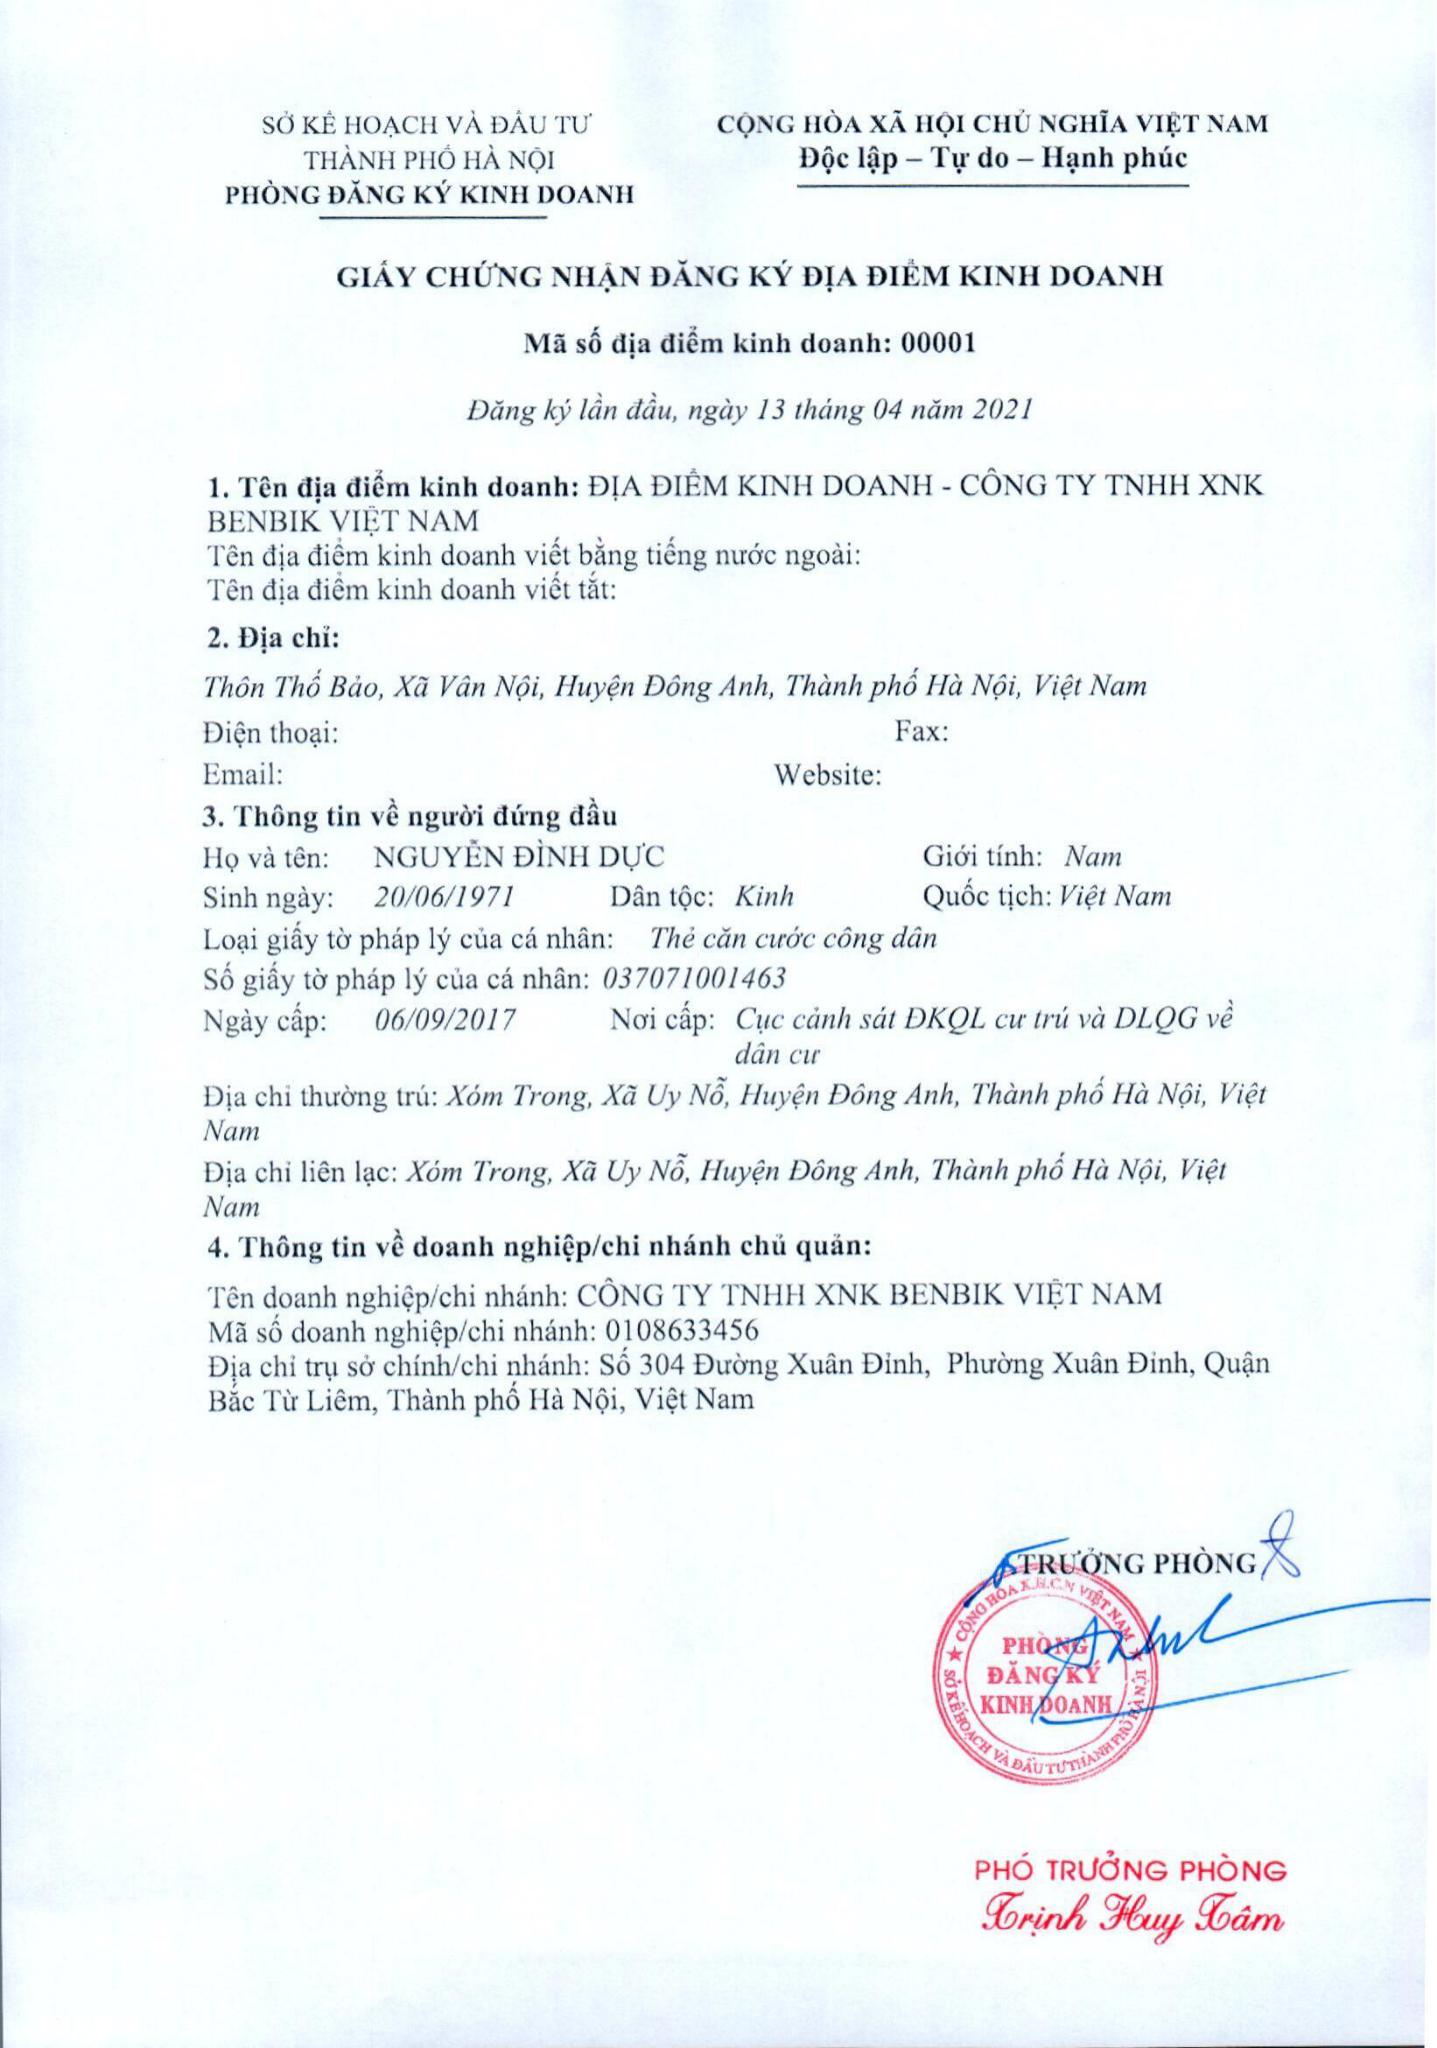 SỞ KẾ HOẠCH VÀ ĐẦU TƯ
THÀNH PHỐ HÀ NỘI
PHÒNG ĐĂNG KÝ KINH DOANH
CỘNG HÒA XÃ HỘI CHỦ NGHĨA VIỆT NAM
Độc lập – Tự do – Hạnh phúc
GIẤY CHỨNG NHẬN ĐĂNG KÝ ĐỊA ĐIỂM KINH DOANH
Mã số địa điểm kinh doanh: 00001
Đăng ký lần đầu, ngày 13 tháng 04 năm 2021
1. Tên địa điểm kinh doanh: ĐỊA ĐIỂM KINH DOANH - CÔNG TY TNHH XNK
BENBIK VIỆT NAM
Tên địa điểm kinh doanh viết bằng tiếng nước ngoài:
Tên địa điểm kinh doanh viết tắt:
2. Địa chỉ:
Thôn Thố Bảo, Xã Vân Nội, Huyện Đông Anh, Thành phố Hà Nội, Việt Nam
Điện thoại: Fax:
Email: Website:
3. Thông tin về người đứng đầu
Họ và tên: NGUYỄN ĐÌNH DỰC Giới tính: Nam
Sinh ngày: 20/06/1971 Dân tộc: Kinh Quốc tịch: Việt Nam
Loại giấy tờ pháp lý của cá nhân: Thẻ căn cước công dân
Số giấy tờ pháp lý của cá nhân: 037071001463
Ngày cấp: 06/09/2017 Nơi cấp: Cục cảnh sát ĐKQL cư trú và DLQG về
dân cư
Địa chỉ thường trú: Xóm Trong, Xã Uy Nỗ, Huyện Đông Anh, Thành phố Hà Nội, Việt
Nam
Địa chỉ liên lạc: Xóm Trong, Xã Uy Nỗ, Huyện Đông Anh, Thành phố Hà Nội, Việt
Nam
4. Thông tin về doanh nghiệp/chi nhánh chủ quản:
Tên doanh nghiệp/chi nhánh: CÔNG TY TNHH XNK BENBIK VIỆT NAM
Mã số doanh nghiệp/chi nhánh: 0108633456
Địa chỉ trụ sở chính/chi nhánh: Số 304 Đường Xuân Đỉnh, Phường Xuân Đỉnh, Quận
Bắc Từ Liêm, Thành phố Hà Nội, Việt Nam
TRƯỞNG PHÒNG
CỘNG HÒA X.H.C.N VIỆT NAM
PHÒNG
ĐĂNG KÝ
KINH DOANH
SỞ KẾ HOẠCH VÀ ĐẦU TƯ THÀNH PHỐ HÀ NỘI
PHÓ TRƯỞNG PHÒNG
Trịnh Huy Tâm